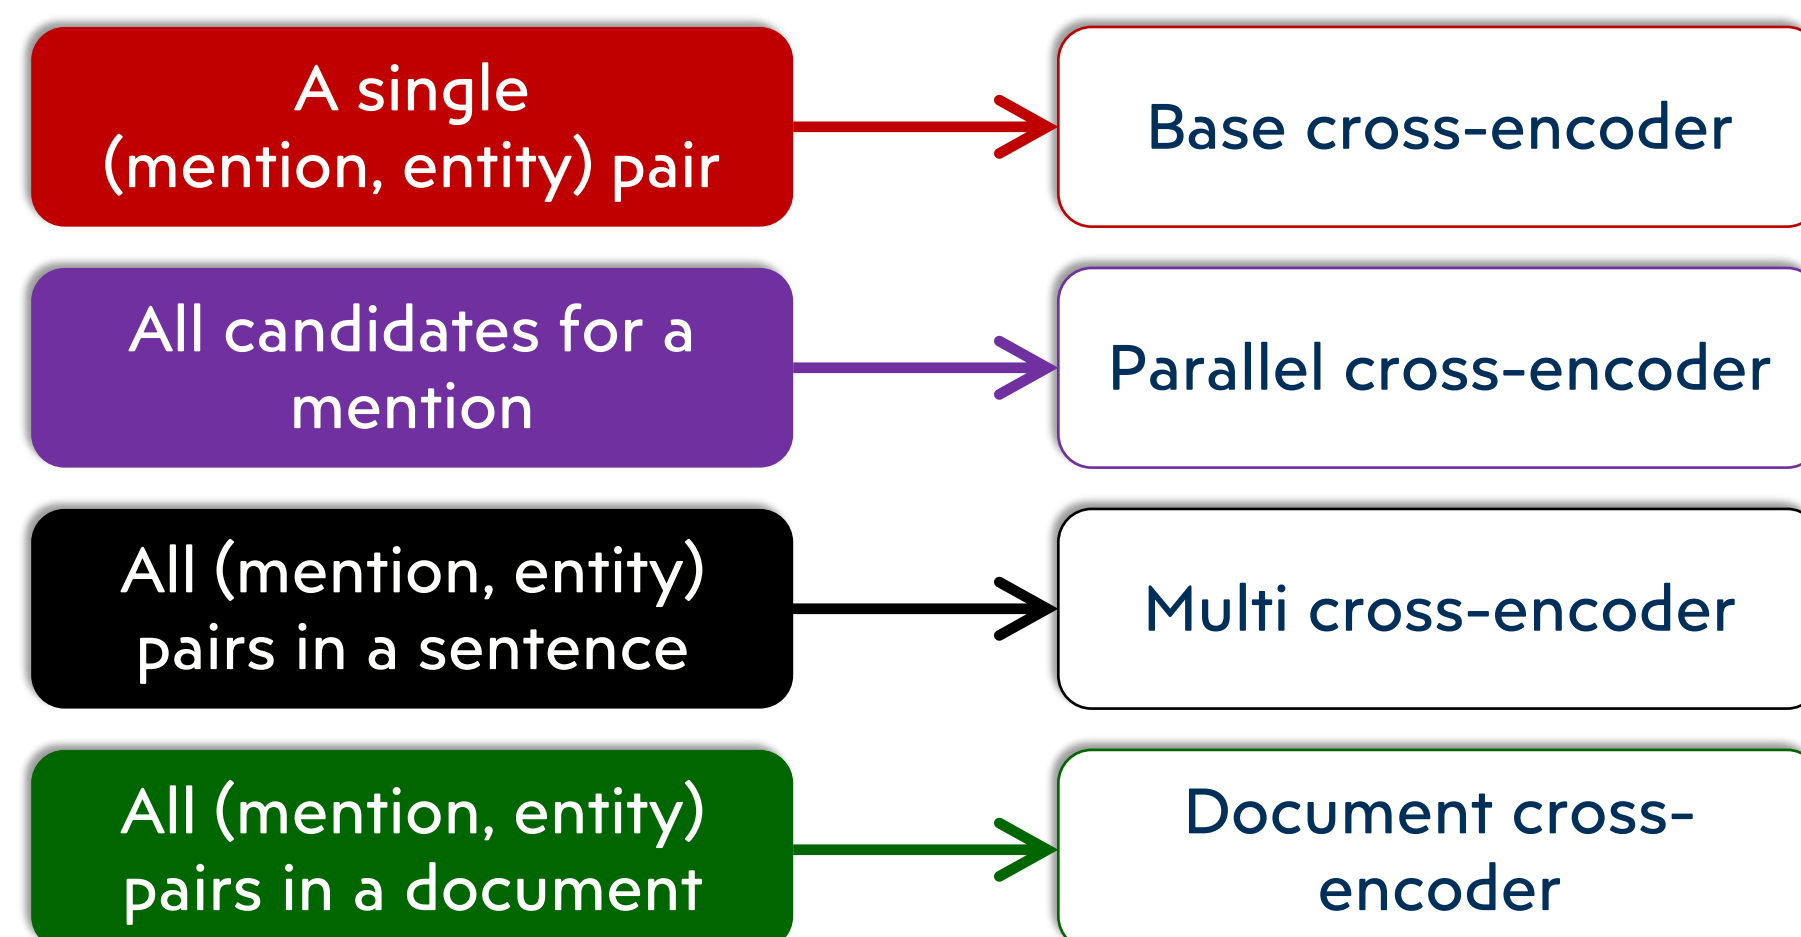 A single
(mention, entity) pair
Base cross-encoder
All candidates for a
mention
Parallel cross-encoder
All (mention, entity)
pairs in a sentence
Multi cross-encoder
All (mention, entity)
pairs in a document
Document cross-
encoder